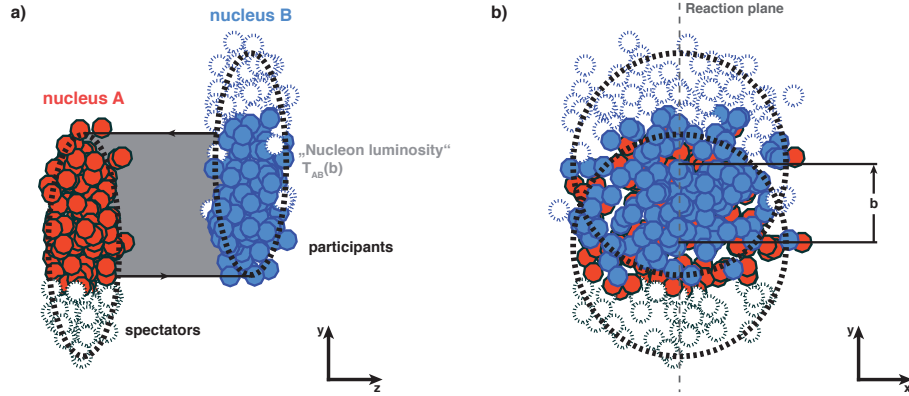 a)
nucleus B
nucleus A
„Nucleon luminosity“
T_AB(b)
participants
spectators
y
z
b)
Reaction plane
b
y
x